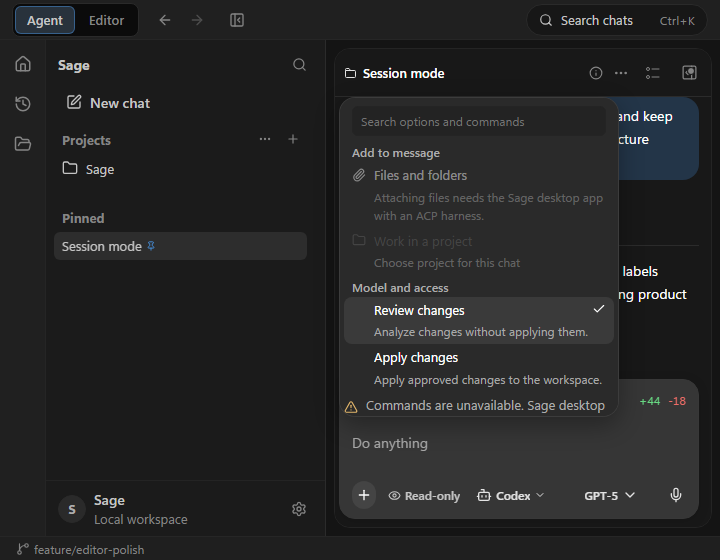 Agent
Editor
Search chats
Ctrl+K
Sage
New chat
Projects
Sage
Pinned
Session mode
Sage
Local workspace
S
feature/editor-polish
Session mode
and keep
cture
labels
ng product
Search options and commands
Add to message
Files and folders
Attaching files needs the Sage desktop app
with an ACP harness.
Work in a project
Choose project for this chat
Model and access
Review changes
Analyze changes without applying them.
Apply changes
Apply approved changes to the workspace.
Commands are unavailable. Sage desktop
+44 -18
Do anything
Read-only
Codex
GPT-5